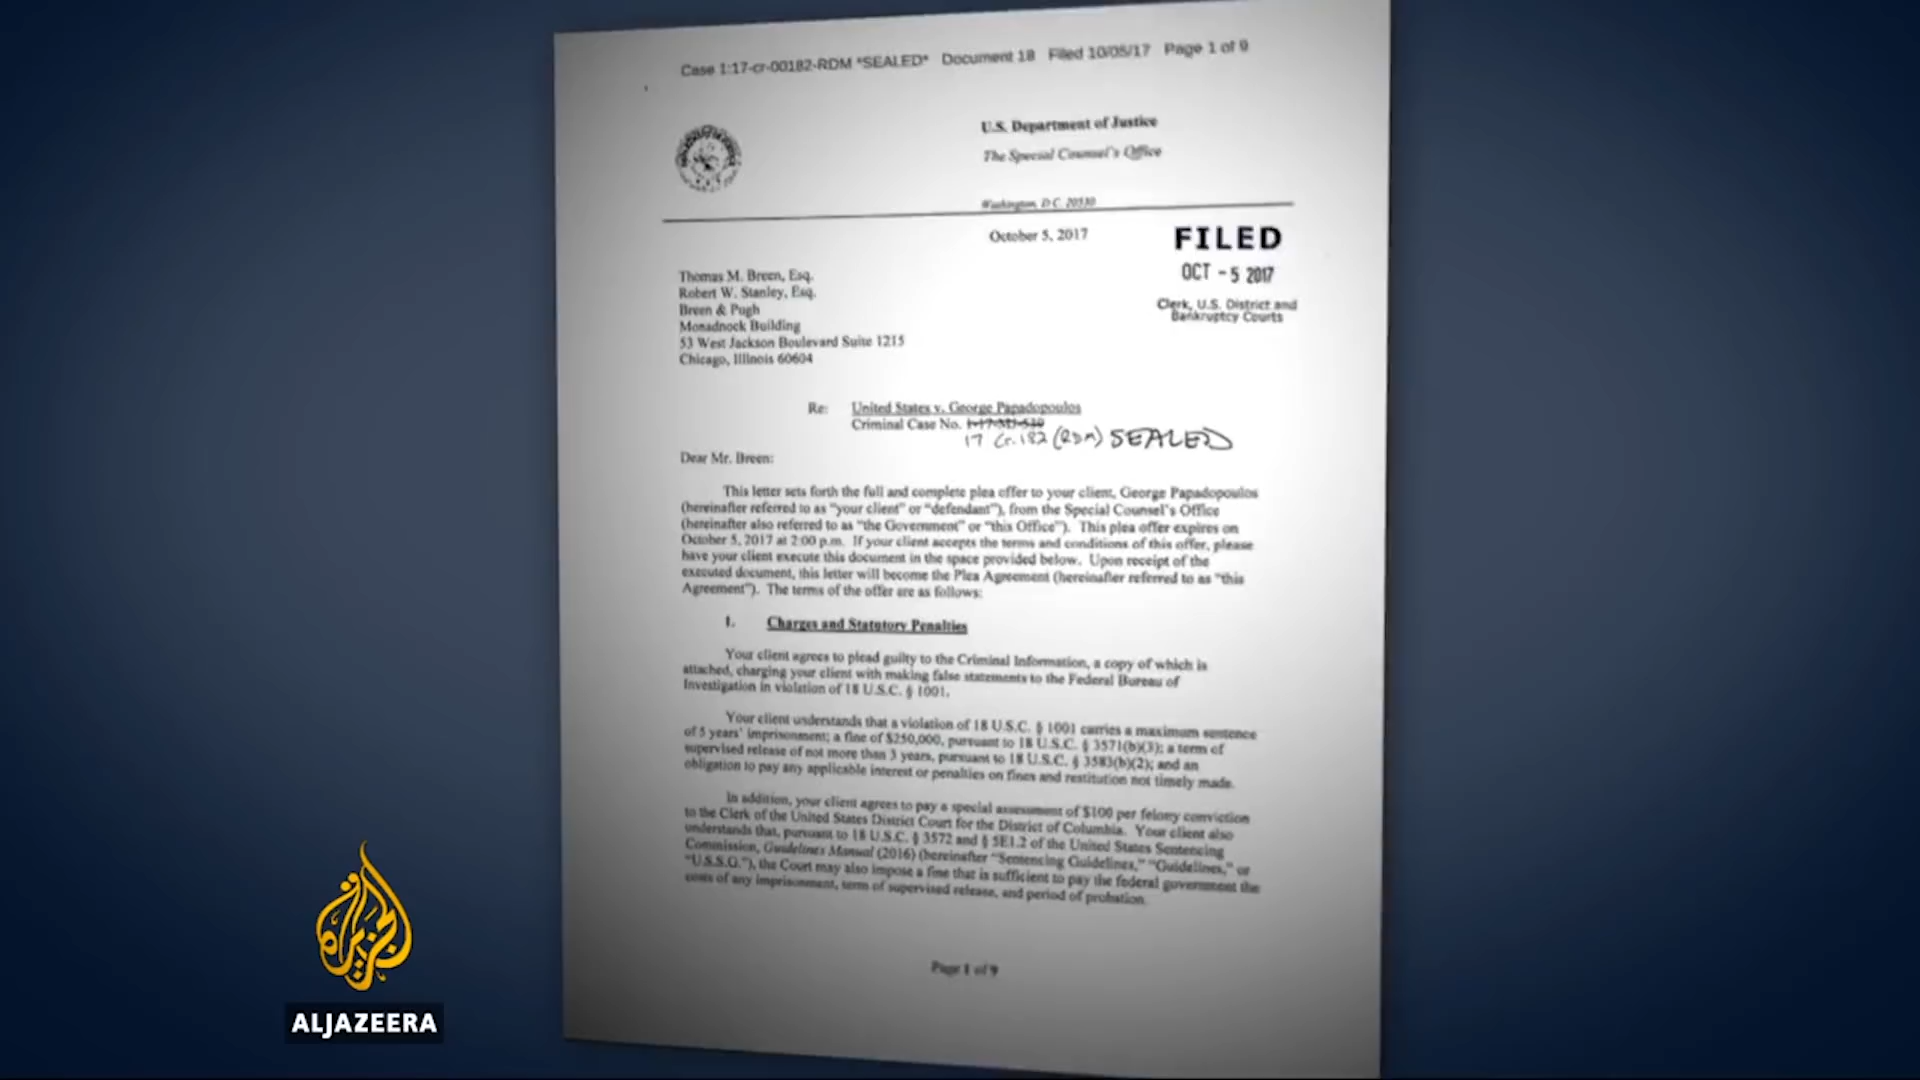 Case 1:17-cr-00182-RDM *SEALED* Document 18 Filed 10/05/17 Page 1 of 9
U.S. Department of Justice
The Special Counsel's Office
Washington, D.C. 20530
October 5, 2017
FILED
OCT - 5 2017
Clerk, U.S. District and
Bankruptcy Courts
Thomas M. Breen, Esq.
Robert W. Stanley, Esq.
Breen & Pugh
Monadnock Building
53 West Jackson Boulevard Suite 1215
Chicago, Illinois 60604
Re: United States v. George Papadopoulos
Criminal Case No.
17 Cr. 182 (RDM) SEALED
Dear Mr. Breen:
This letter sets forth the full and complete plea offer to your client, George Papadopoulos
(hereinafter referred to as "your client" or "defendant"), from the Special Counsel's Office
(hereinafter also referred to as "the Government" or "this Office"). This plea offer expires on
October 5, 2017 at 2:00 p.m. If your client accepts the terms and conditions of this offer, please
have your client execute this document in the space provided below. Upon receipt of the
executed document, this letter will become the Plea Agreement (hereinafter referred to as "this
Agreement"). The terms of the offer are as follows:
1. Charges and Statutory Penalties
Your client agrees to plead guilty to the Criminal Information, a copy of which is
attached, charging your client with making false statements to the Federal Bureau of
Investigation in violation of 18 U.S.C. § 1001.
Your client understands that a violation of 18 U.S.C. § 1001 carries a maximum sentence
of 5 years' imprisonment; a fine of $250,000, pursuant to 18 U.S.C. § 3571(b)(3); a term of
supervised release of not more than 3 years, pursuant to 18 U.S.C. § 3583(b)(2); and an
obligation to pay any applicable interest or penalties on fines and restitution not timely made.
In addition, your client agrees to pay a special assessment of $100 per felony conviction
to the Clerk of the United States District Court for the District of Columbia. Your client also
understands that, pursuant to 18 U.S.C. § 3572 and § 5E1.2 of the United States Sentencing
Commission, Guidelines Manual (2016) (hereinafter "Sentencing Guidelines," "Guidelines," or
"U.S.S.G."), the Court may also impose a fine that is sufficient to pay the federal government the
costs of any imprisonment, term of supervised release, and period of probation.
Page 1 of 9
الجزيرة
ALJAZEERA